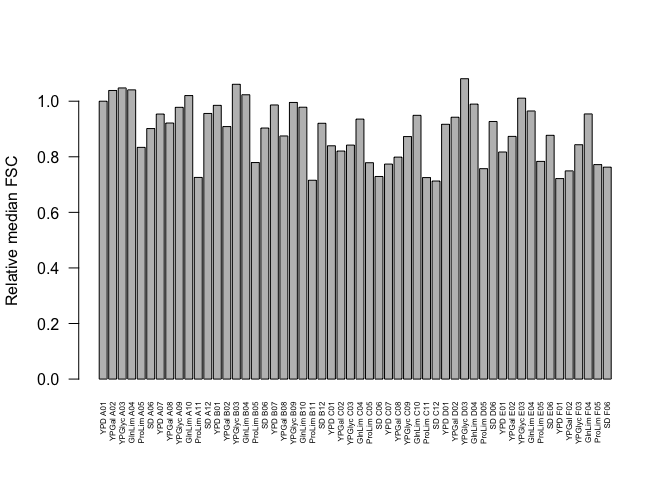 Relative median FSC
1.0
0.8
0.6
0.4
0.2
0.0
YPD A01
YPGal A02
YPGlyc A03
GlnLim A04
ProLim A05
SD A06
YPD A07
YPGal A08
YPGlyc A09
GlnLim A10
ProLim A11
SD A12
YPD B01
YPGal B02
YPGlyc B03
GlnLim B04
ProLim B05
SD B06
YPD B07
YPGal B08
YPGlyc B09
GlnLim B10
ProLim B11
SD B12
YPD C01
YPGal C02
YPGlyc C03
GlnLim C04
ProLim C05
SD C06
YPD C07
YPGal C08
YPGlyc C09
GlnLim C10
ProLim C11
SD C12
YPD D01
YPGal D02
YPGlyc D03
GlnLim D04
ProLim D05
SD D06
YPD E01
YPGal E02
YPGlyc E03
GlnLim E04
ProLim E05
SD E06
YPD F01
YPGal F02
YPGlyc F03
GlnLim F04
ProLim F05
SD F06